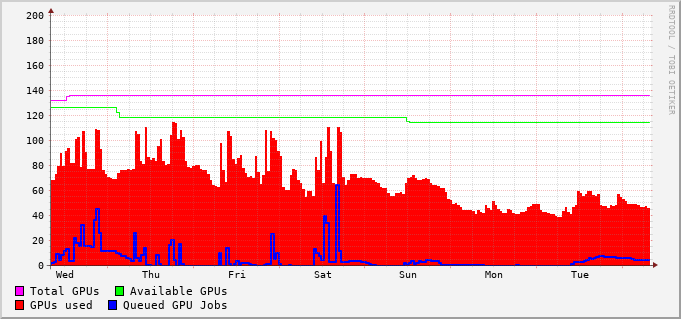 200
180
160
140
120
100
80
60
40
20
0
Wed Thu Fri Sat Sun Mon Tue
Total GPUs Available GPUs
GPUs used Queued GPU Jobs
RRDTOOL / TOBI OETIKER